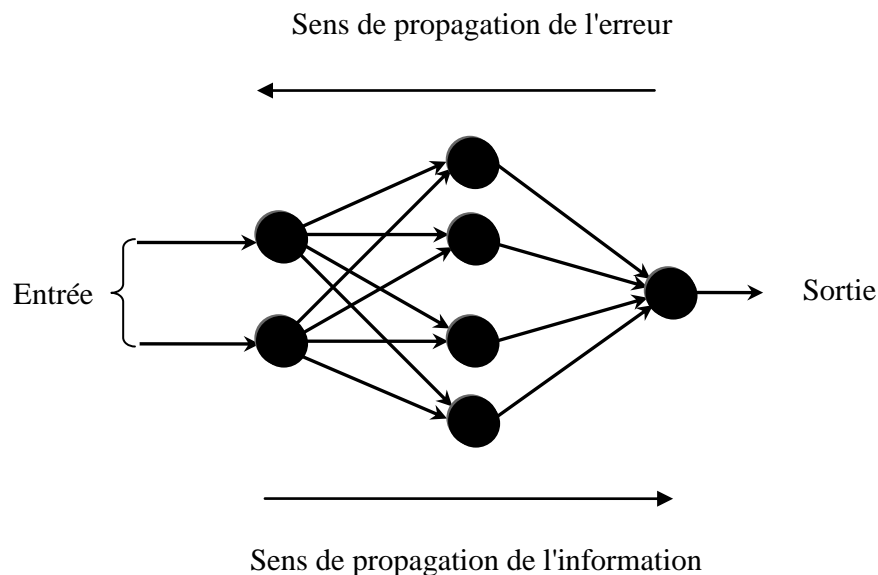 Sens de propagation de l'erreur
Entrée
Sortie
Sens de propagation de l'information